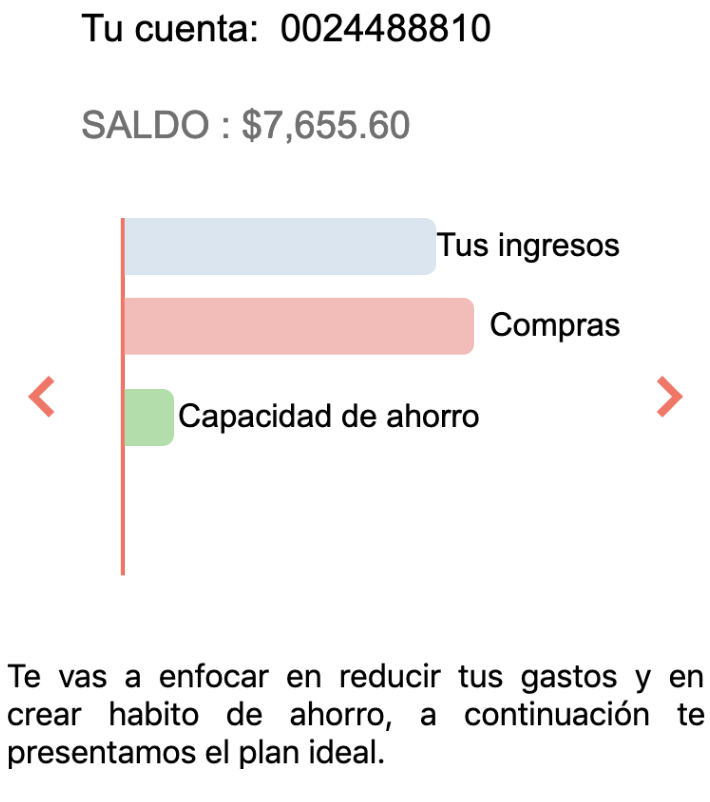 Tu cuenta: 0024488810
SALDO : $7,655.60
Tus ingresos
Compras
Capacidad de ahorro
Te vas a enfocar en reducir tus gastos y en
crear habito de ahorro, a continuación te
presentamos el plan ideal.